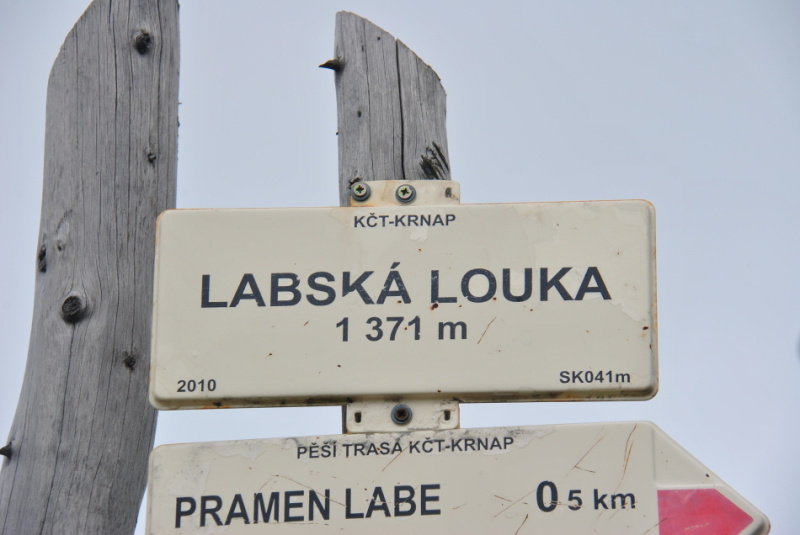 KČT-KRNAP
LABSKÁ LOUKA
1 371 m
2010 SK041m
PĚŠÍ TRASA KČT-KRNAP
PRAMEN LABE 0 5 km